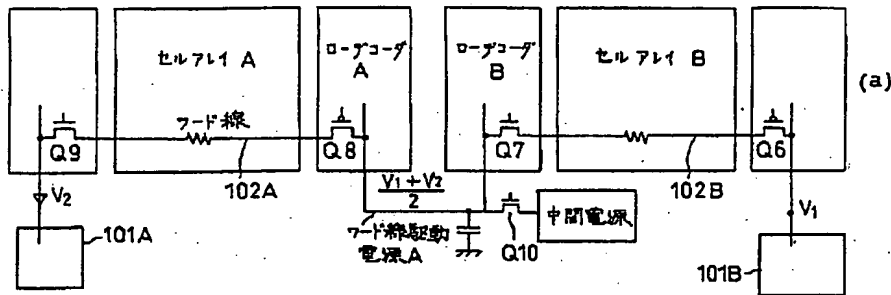 セルアレイ A
ローデコーダ
A
ローデコーダ
B
セルアレイ B
(a)
ワード線
Q9
Q8
Q7
Q6
102A
102B
V2
V1+V2
2
V1
ワード線駆動
電源A
Q10
中間電源
101A
101B